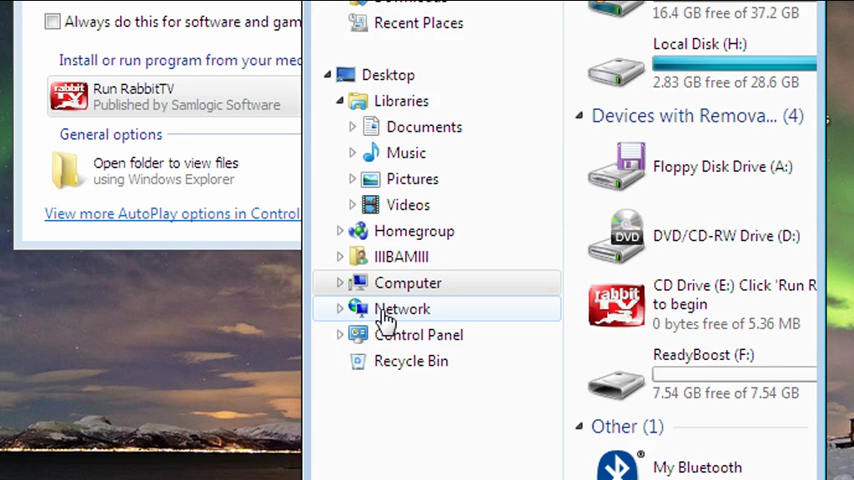 Always do this for software and gam
Install or run program from your me
rabbit
TV
Run RabbitTV
Published by Samlogic Software
General options
Open folder to view files
using Windows Explorer
View more AutoPlay options in Control
Recent Places
Desktop
Libraries
Documents
Music
Pictures
Videos
Homegroup
IIIBAMIII
Computer
Network
Control Panel
Recycle Bin
16.4 GB free of 37.2 GB
Local Disk (H:)
2.83 GB free of 28.6 GB
Devices with Remova... (4)
Floppy Disk Drive (A:)
DVD
DVD/CD-RW Drive (D:)
rabbit
TV
CD Drive (E:) Click 'Run R
to begin
0 bytes free of 5.36 MB
ReadyBoost (F:)
7.54 GB free of 7.54 GB
Other (1)
My Bluetooth